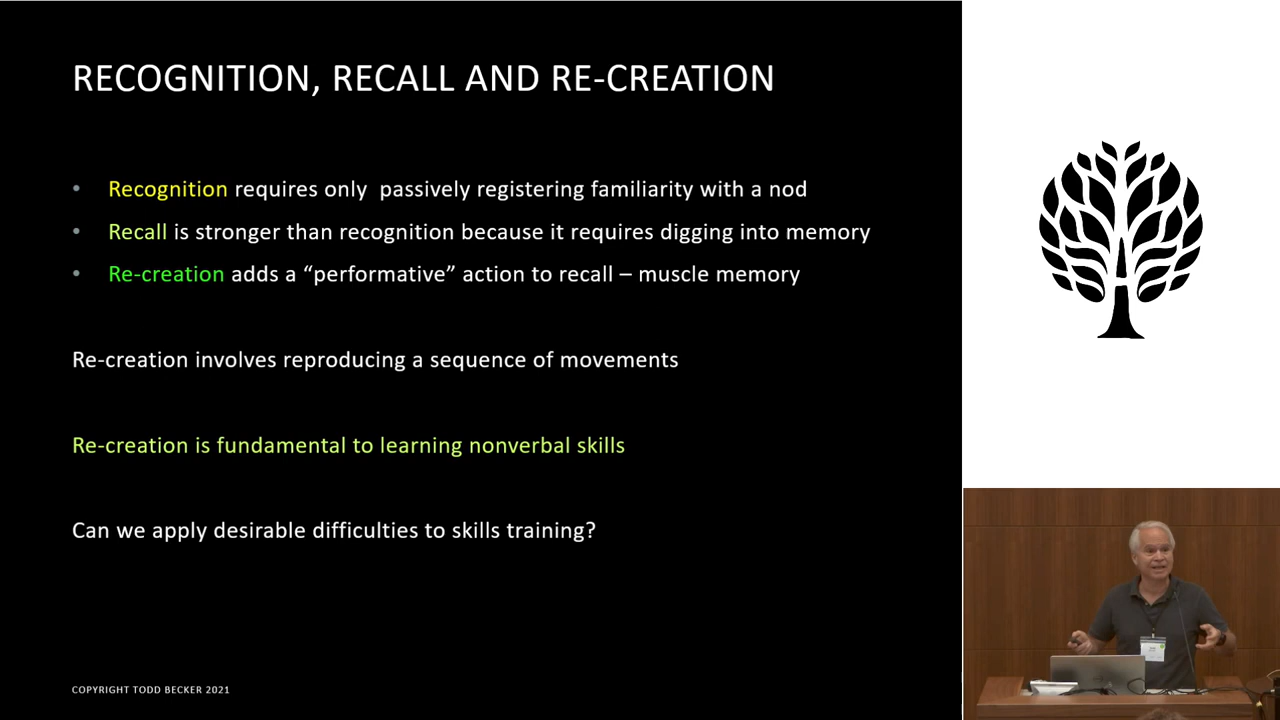 RECOGNITION, RECALL AND RE-CREATION
• Recognition requires only  passively registering familiarity with a nod
• Recall is stronger than recognition because it requires digging into memory
• Re-creation adds a “performative” action to recall – muscle memory
Re-creation involves reproducing a sequence of movements
Re-creation is fundamental to learning nonverbal skills
Can we apply desirable difficulties to skills training?
COPYRIGHT TODD BECKER 2021